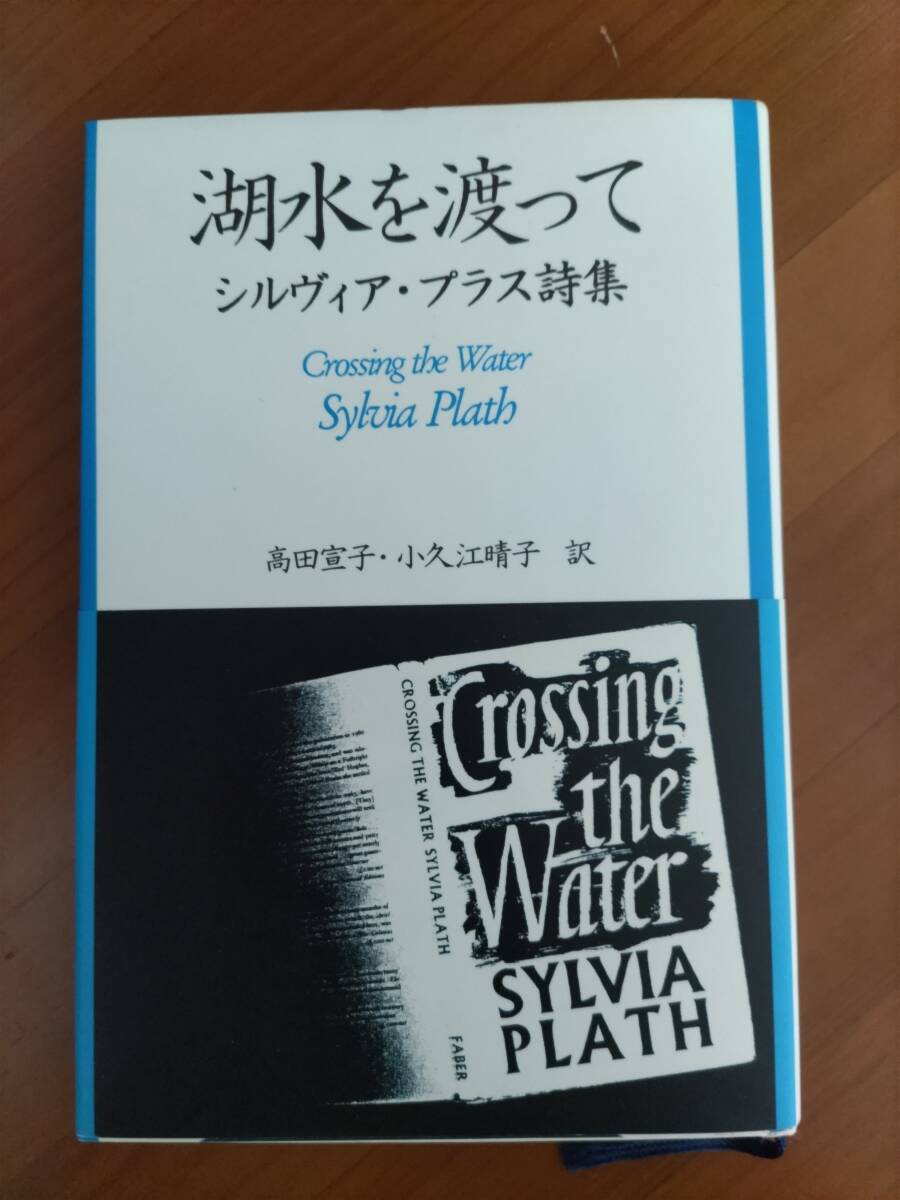 湖水を渡って
シルヴィア・プラス詩集
Crossing the Water
Sylvia Plath
高田宣子・小久江晴子 訳
Crossing
the
Water
SYLVIA
PLATH
CROSSING THE WATER SYLVIA PLATH
FABER